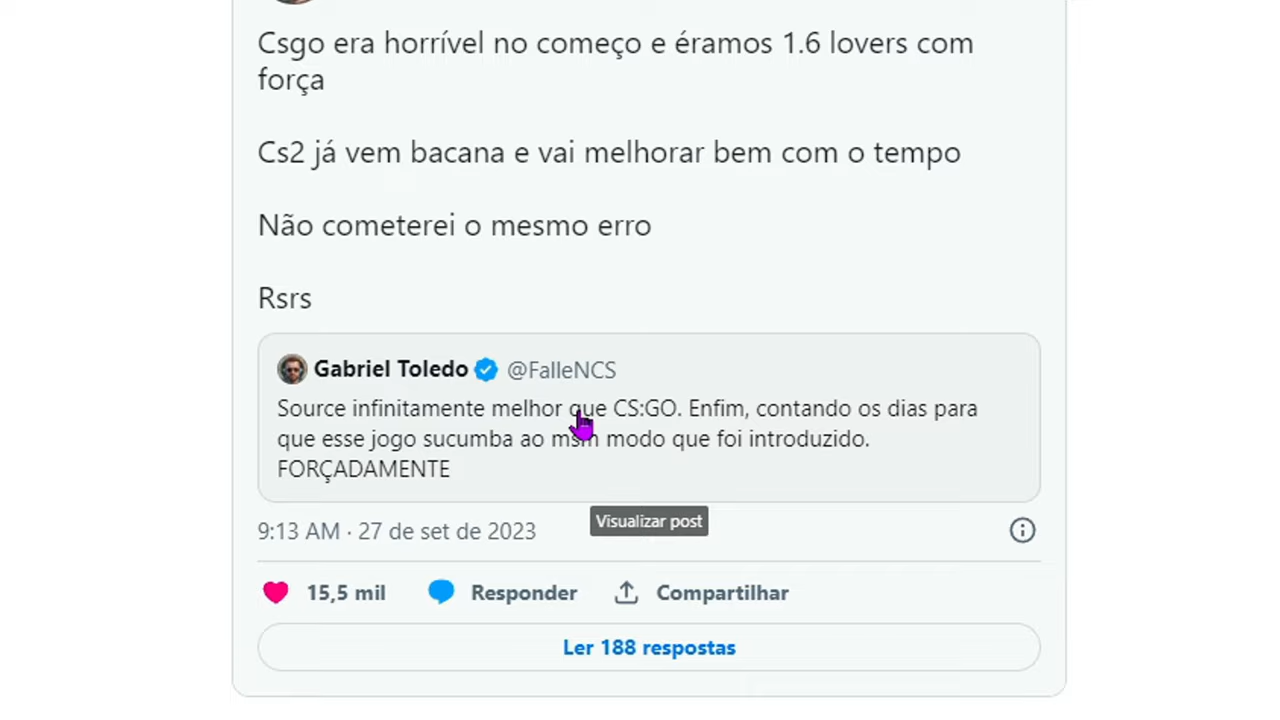 Csgo era horrível no começo e éramos 1.6 lovers com
força
Cs2 já vem bacana e vai melhorar bem com o tempo
Não cometerei o mesmo erro
Rsrs
Gabriel Toledo @FalleNCS
Source infinitamente melhor que CS:GO. Enfim, contando os dias para
que esse jogo sucumba ao msm modo que foi introduzido.
FORÇADAMENTE
Visualizar post
9:13 AM · 27 de set de 2023
15,5 mil Responder Compartilhar
Ler 188 respostas